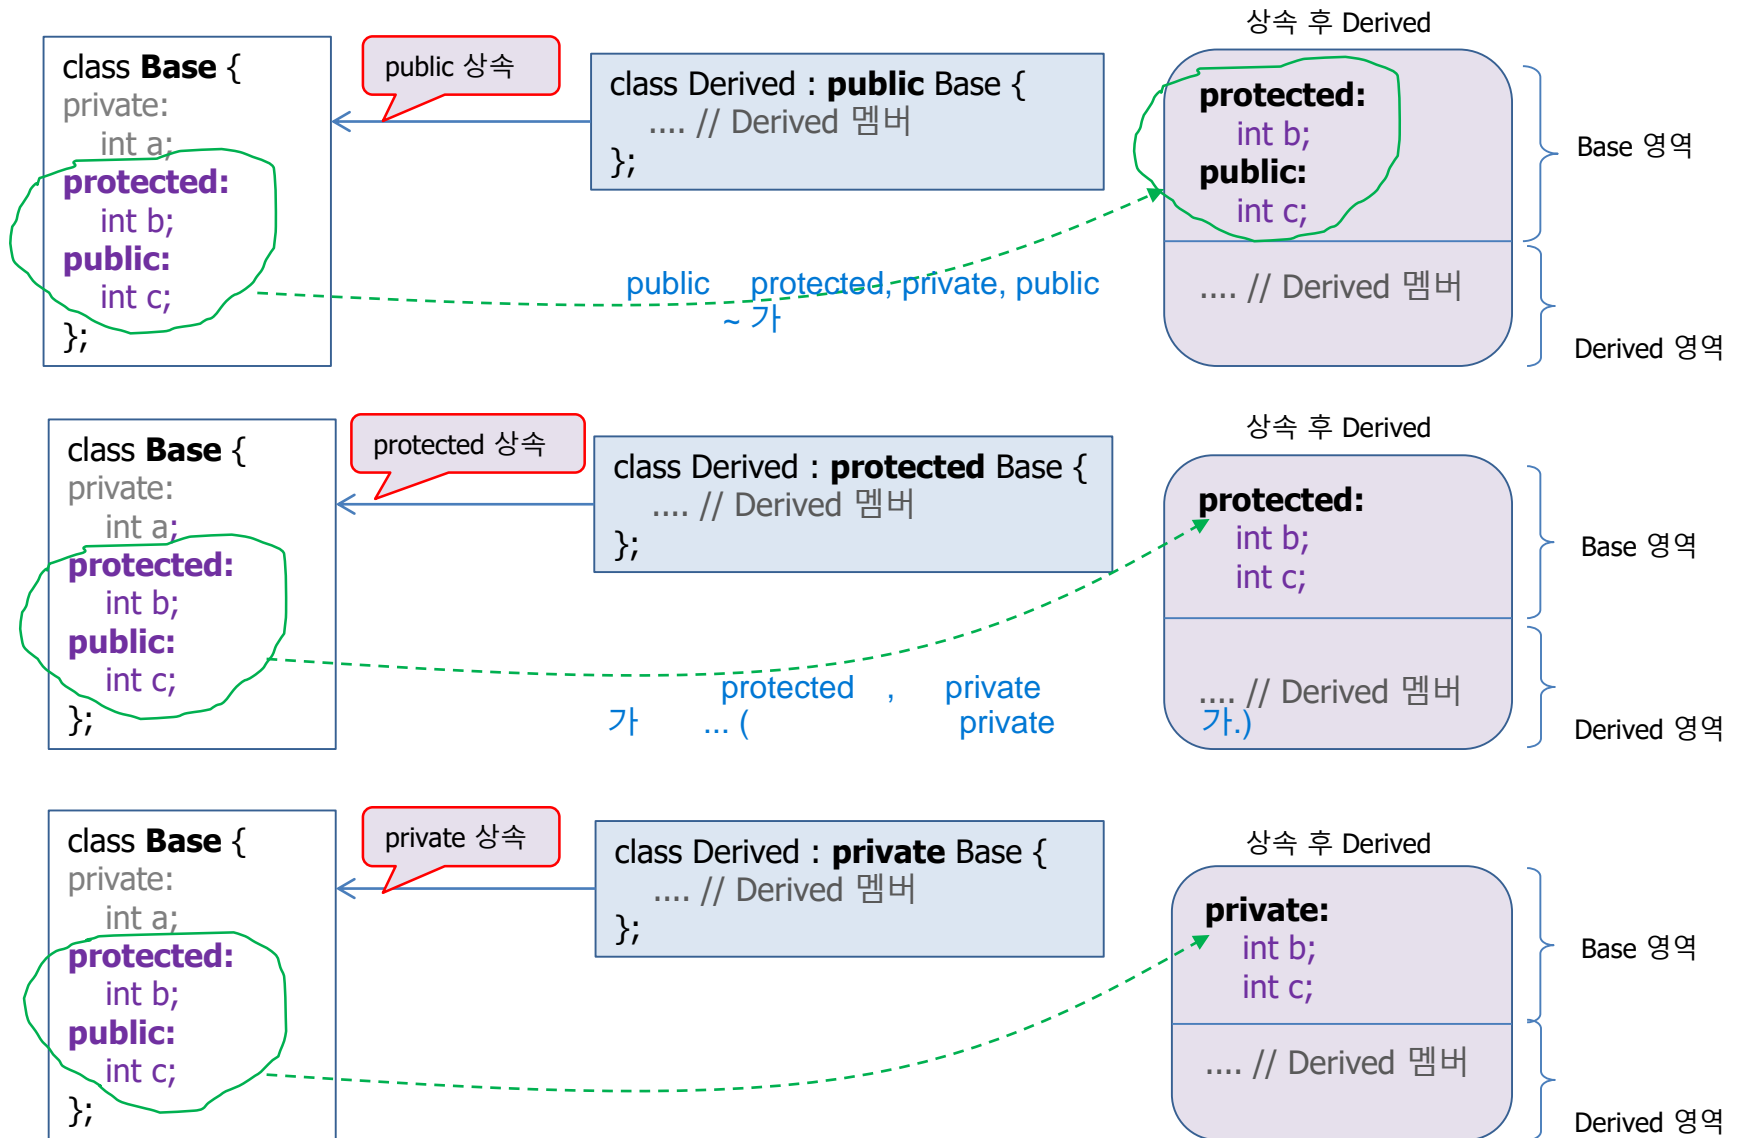 class Base {
private:
int a;
protected:
int b;
public:
int c;
};
public 상속
class Derived : public Base {
.... // Derived 멤버
};
상속 후 Derived
protected:
int b;
public:
int c;
.... // Derived 멤버
Base 영역
Derived 영역
public protected, private, public
~ 가
class Base {
private:
int a;
protected:
int b;
public:
int c;
};
protected 상속
class Derived : protected Base {
.... // Derived 멤버
};
상속 후 Derived
protected:
int b;
int c;
.... // Derived 멤버
Base 영역
Derived 영역
protected , private
가 ... ( private 가.)
class Base {
private:
int a;
protected:
int b;
public:
int c;
};
private 상속
class Derived : private Base {
.... // Derived 멤버
};
상속 후 Derived
private:
int b;
int c;
.... // Derived 멤버
Base 영역
Derived 영역